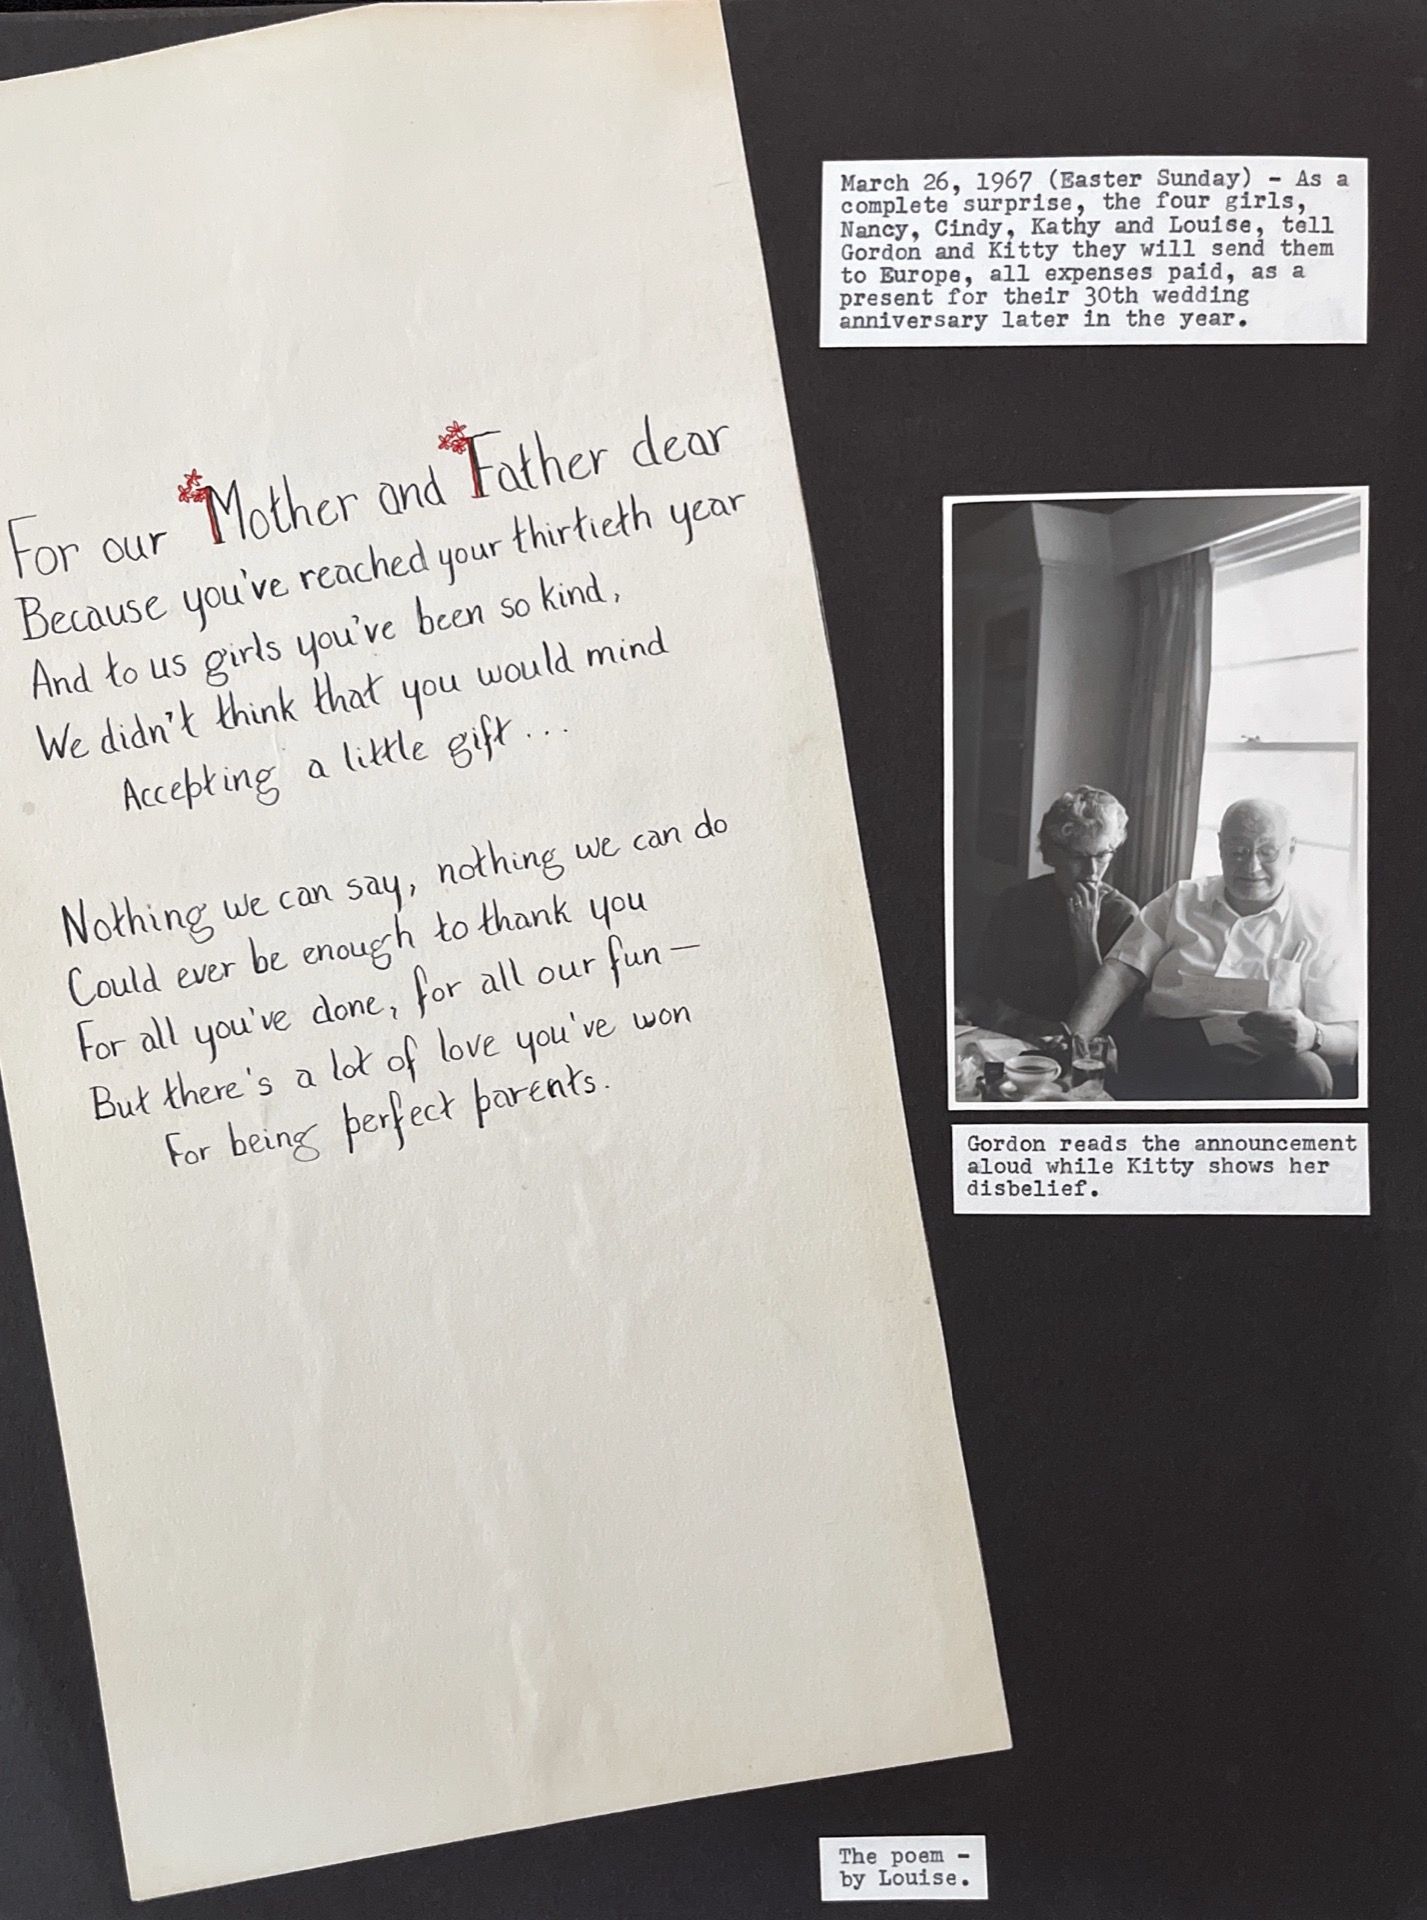 For our Mother and Father dear
Because you've reached your thirtieth year
And to us girls you've been so kind,
We didn't think that you would mind
Accepting a little gift...
Nothing we can say, nothing we can do
Could ever be enough to thank you
For all you've done, for all our fun —
But there's a lot of love you've won
For being perfect parents.
March 26, 1967 (Easter Sunday) - As a
complete surprise, the four girls,
Nancy, Cindy, Kathy and Louise, tell
Gordon and Kitty they will send them
to Europe, all expenses paid, as a
present for their 30th wedding
anniversary later in the year.
Gordon reads the announcement
aloud while Kitty shows her
disbelief.
The poem -
by Louise.